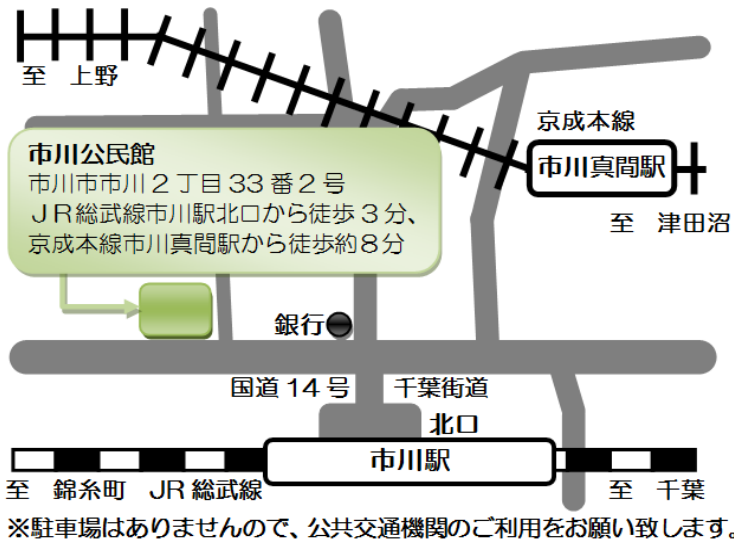 至 上野
京成本線
市川真間駅
至 津田沼
市川公民館
市川市市川2丁目33番2号
JR総武線市川駅北口から徒歩3分、
京成本線市川真間駅から徒歩約8分
銀行
国道14号 千葉街道
北口
市川駅
至 錦糸町 JR総武線 至 千葉
※駐車場はありませんので、公共交通機関のご利用をお願い致します。